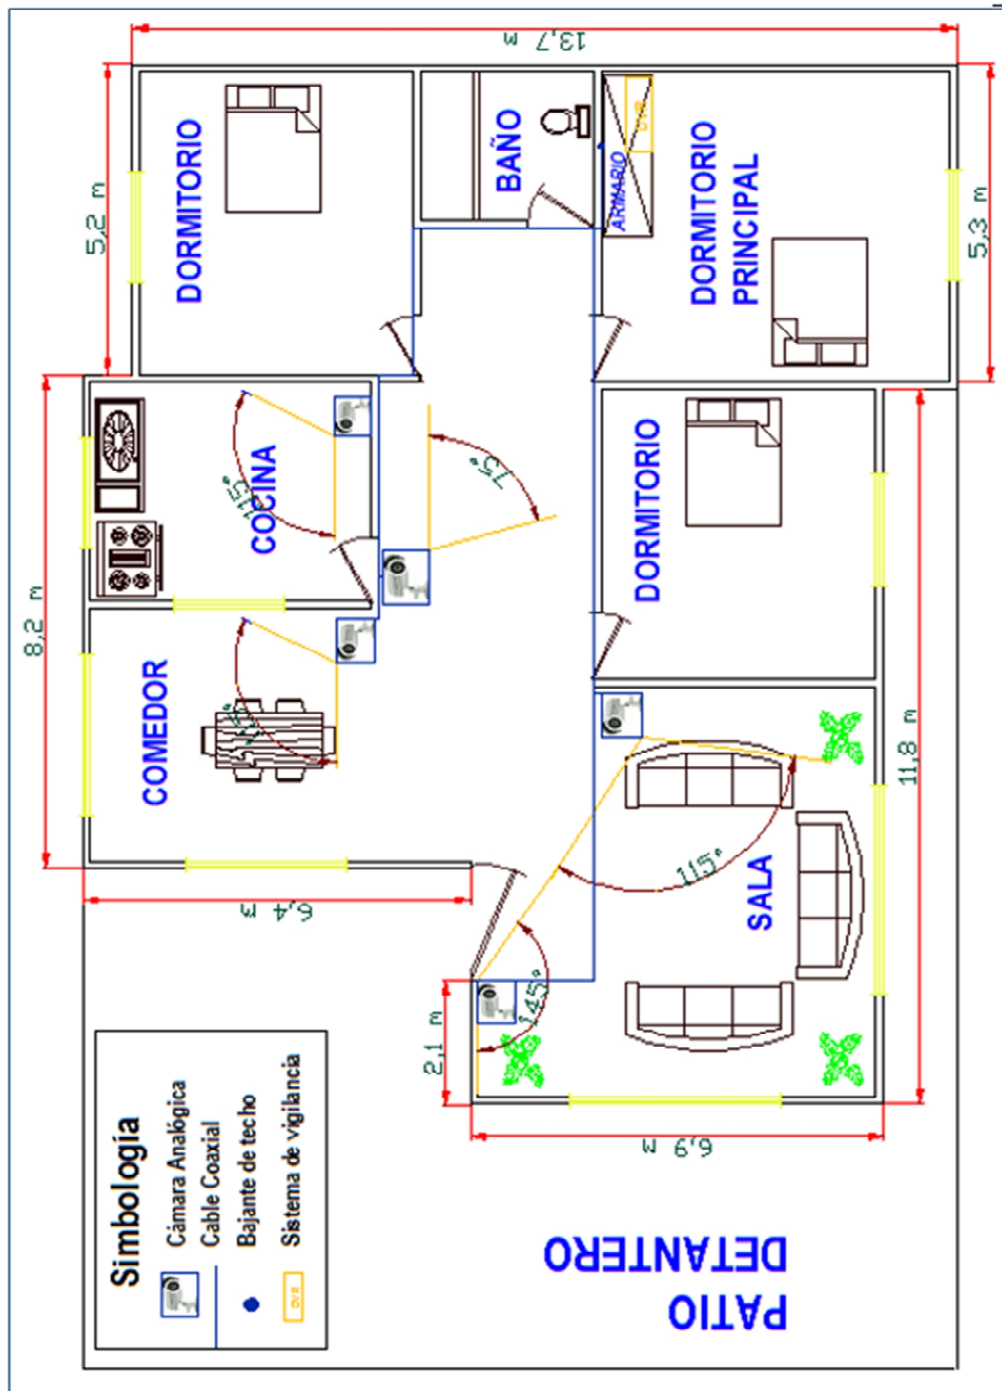 13,7 m
5,2 m
DORMITORIO
BAÑO
ARMARIO
DVR
DORMITORIO
PRINCIPAL
5,3 m
8,2 m
COCINA
115°
75°
DORMITORIO
COMEDOR
11,8 m
6,4 m
115°
SALA
145°
2,1 m
6,9 m
PATIO
DELANTERO
Simbología
Cámara Analógica
Cable Coaxial
Bajante de techo
DVR Sistema de vigilancia